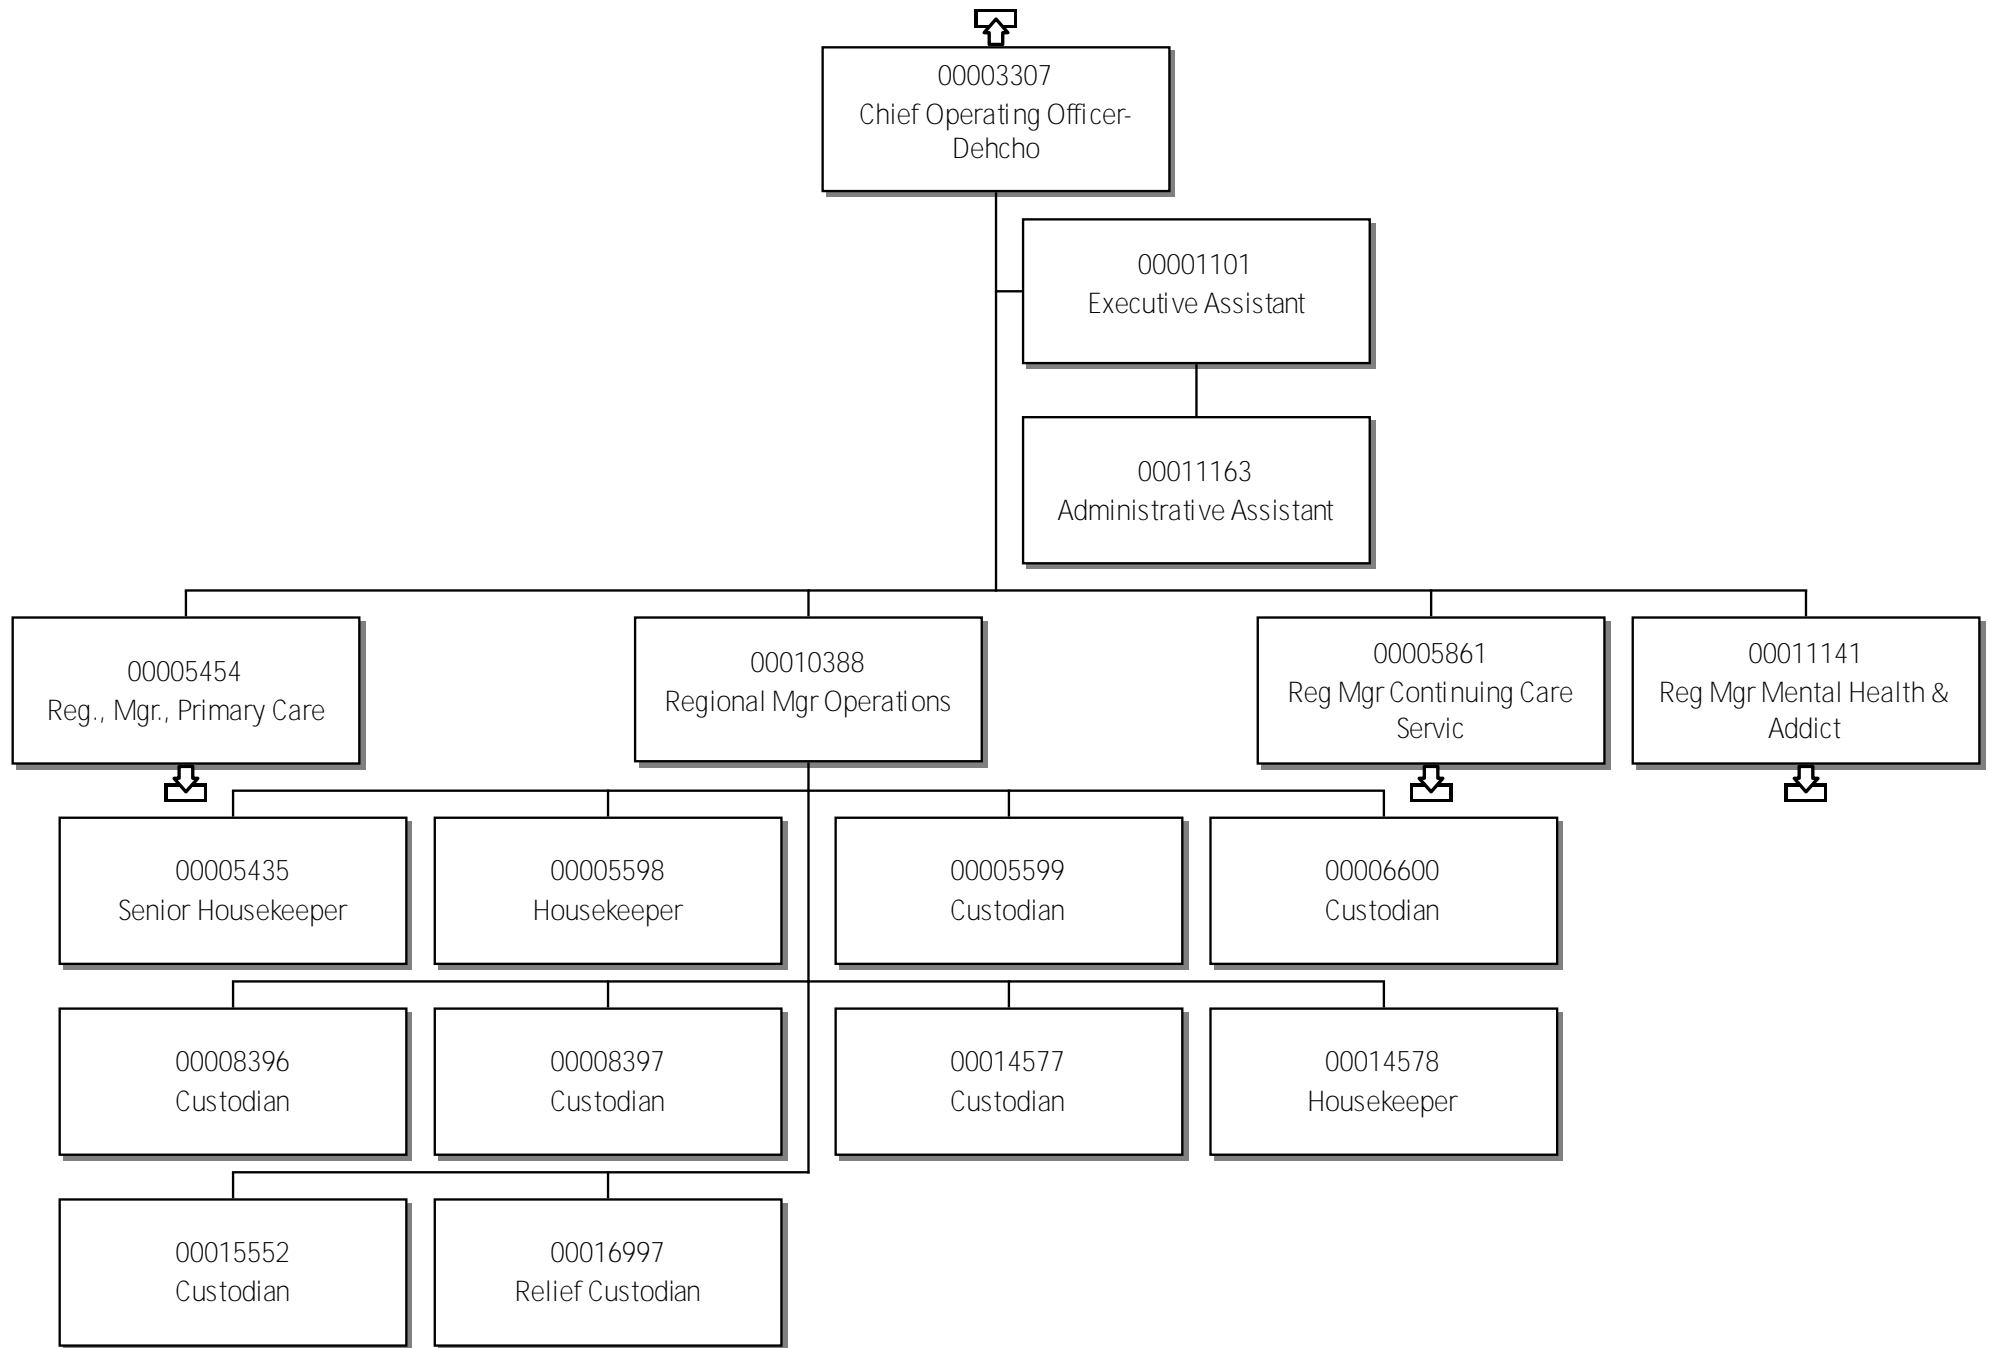 00003307
Chief Operating Officer-
Dehcho
00001101
Executive Assistant
00011163
Administrative Assistant
00005454
Reg., Mgr., Primary Care
00010388
Regional Mgr Operations
00005861
Reg Mgr Continuing Care
Servic
00011141
Reg Mgr Mental Health &
Addict
00005435
Senior Housekeeper
00005598
Housekeeper
00005599
Custodian
00006600
Custodian
00008396
Custodian
00008397
Custodian
00014577
Custodian
00014578
Housekeeper
00015552
Custodian
00016997
Relief Custodian